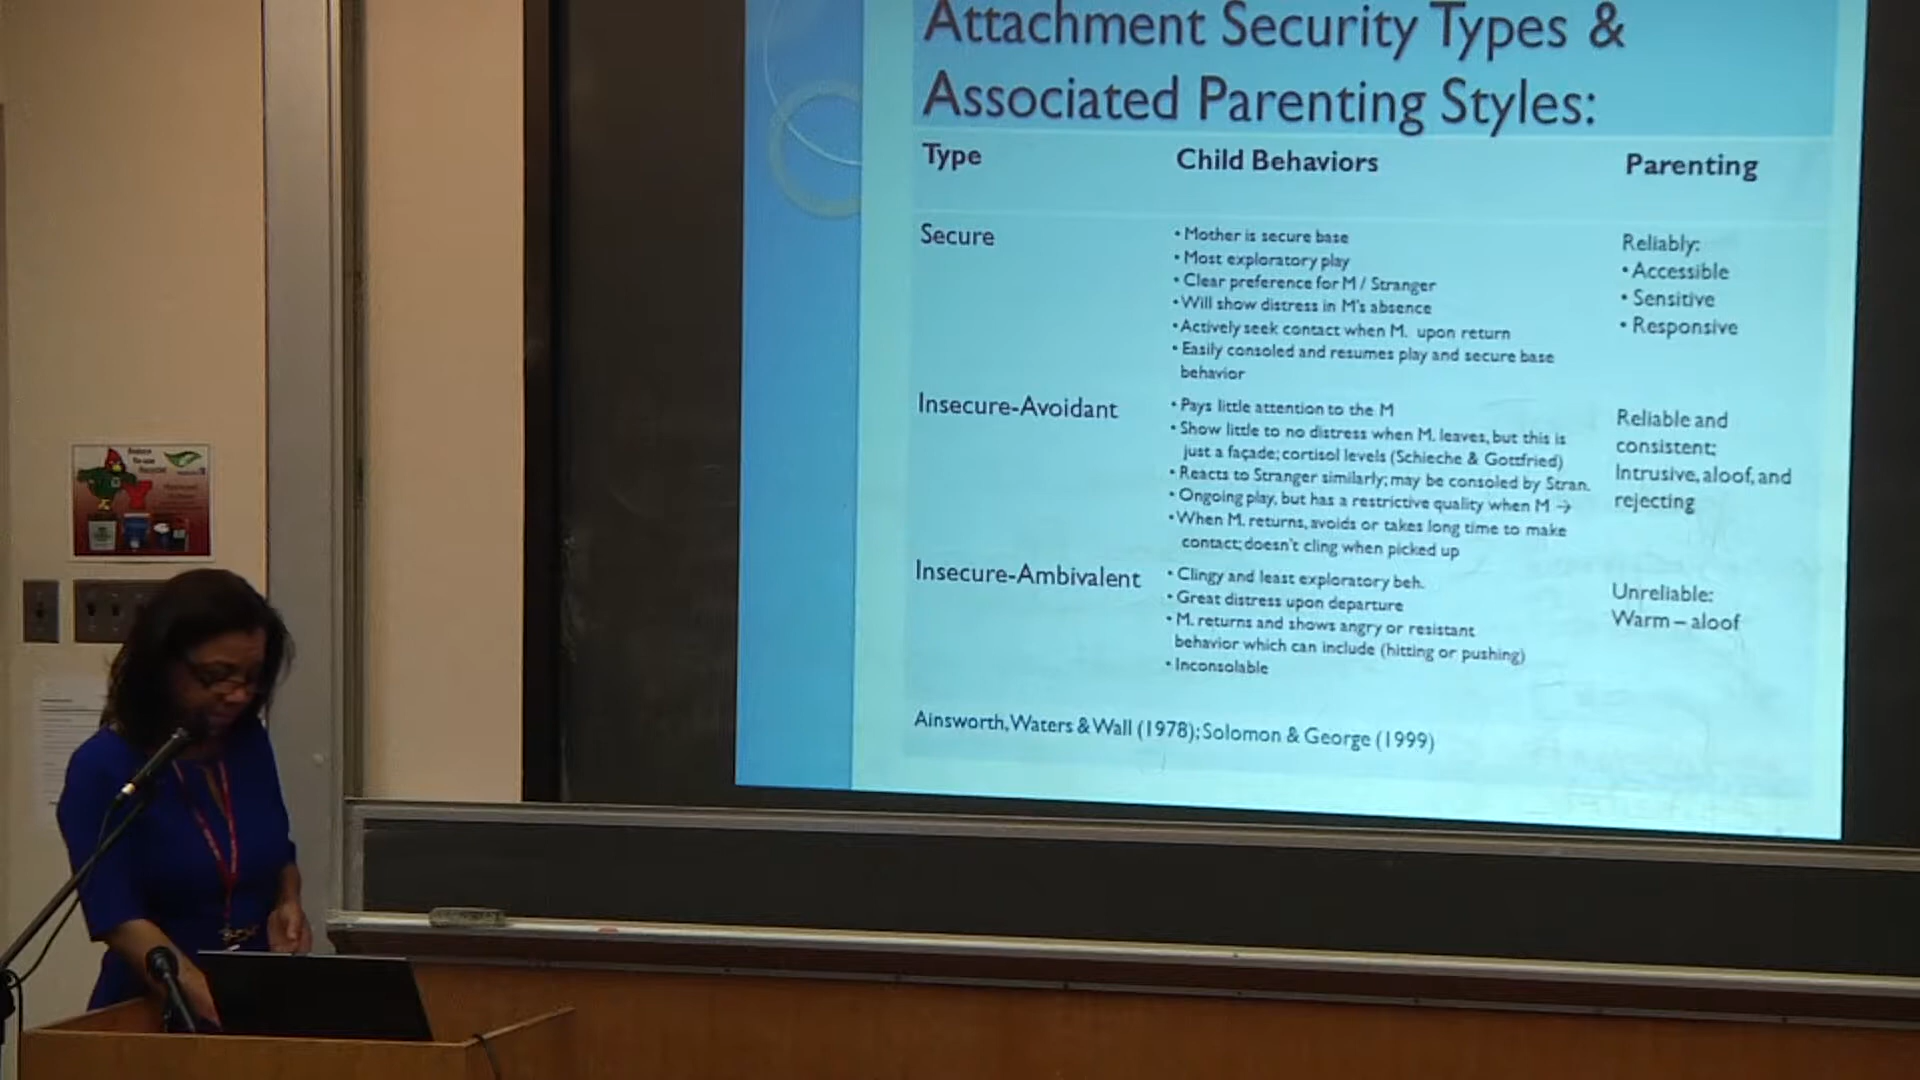 Attachment Security Types &
Associated Parenting Styles:
Type
Child Behaviors
Parenting
Secure
• Mother is secure base
• Most exploratory play
• Clear preference for M / Stranger
• Will show distress in M's absence
• Actively seek contact when M. upon return
• Easily consoled and resumes play and secure base
behavior
Reliably:
• Accessible
• Sensitive
• Responsive
Insecure-Avoidant
• Pays little attention to the M
• Show little to no distress when M. leaves, but this is
just a façade; cortisol levels (Schieche & Gottfried)
• Reacts to Stranger similarly; may be consoled by Stran.
• Ongoing play, but has a restrictive quality when M →
• When M. returns, avoids or takes long time to make
contact; doesn't cling when picked up
Reliable and
consistent:
Intrusive, aloof, and
rejecting
Insecure-Ambivalent
• Clingy and least exploratory beh.
• Great distress upon departure
• M. returns and shows angry or resistant
behavior which can include (hitting or pushing)
• Inconsolable
Unreliable:
Warm – aloof
Ainsworth, Waters & Wall (1978); Solomon & George (1999)